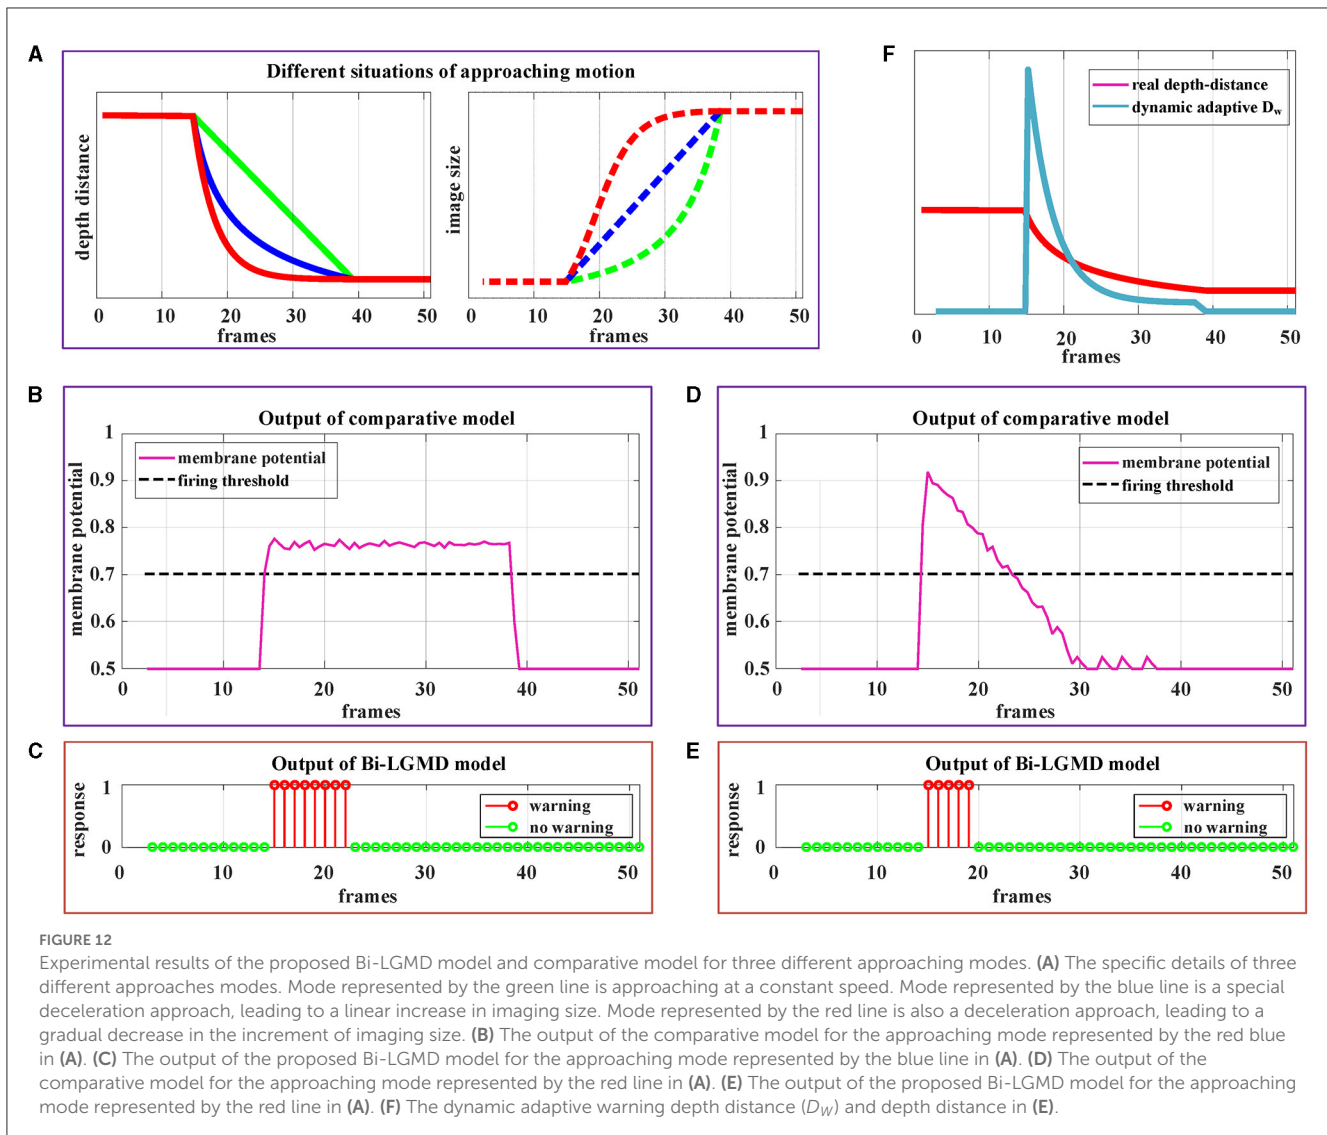 A
Different situations of approaching motion
depth distance
0 10 20 30 40 50
frames
image size
0 10 20 30 40 50
frames
F
real depth-distance
dynamic adaptive Dw
0 10 20 30 40 50
frames
B
Output of comparative model
membrane potential
1
0.9
0.8
0.7
0.6
0.5
membrane potential
firing threshold
0 10 20 30 40 50
frames
D
Output of comparative model
membrane potential
1
0.9
0.8
0.7
0.6
0.5
membrane potential
firing threshold
0 10 20 30 40 50
frames
C
Output of Bi-LGMD model
response
1
0
warning
no warning
0 10 20 30 40 50
frames
E
Output of Bi-LGMD model
response
1
0
warning
no warning
0 10 20 30 40 50
frames
FIGURE 12
Experimental results of the proposed Bi-LGMD model and comparative model for three different approaching modes. (A) The specific details of three
different approaches modes. Mode represented by the green line is approaching at a constant speed. Mode represented by the blue line is a special
deceleration approach, leading to a linear increase in imaging size. Mode represented by the red line is also a deceleration approach, leading to a
gradual decrease in the increment of imaging size. (B) The output of the comparative model for the approaching mode represented by the red blue
in (A). (C) The output of the proposed Bi-LGMD model for the approaching mode represented by the blue line in (A). (D) The output of the
comparative model for the approaching mode represented by the red line in (A). (E) The output of the proposed Bi-LGMD model for the approaching
mode represented by the red line in (A). (F) The dynamic adaptive warning depth distance (DW) and depth distance in (E).